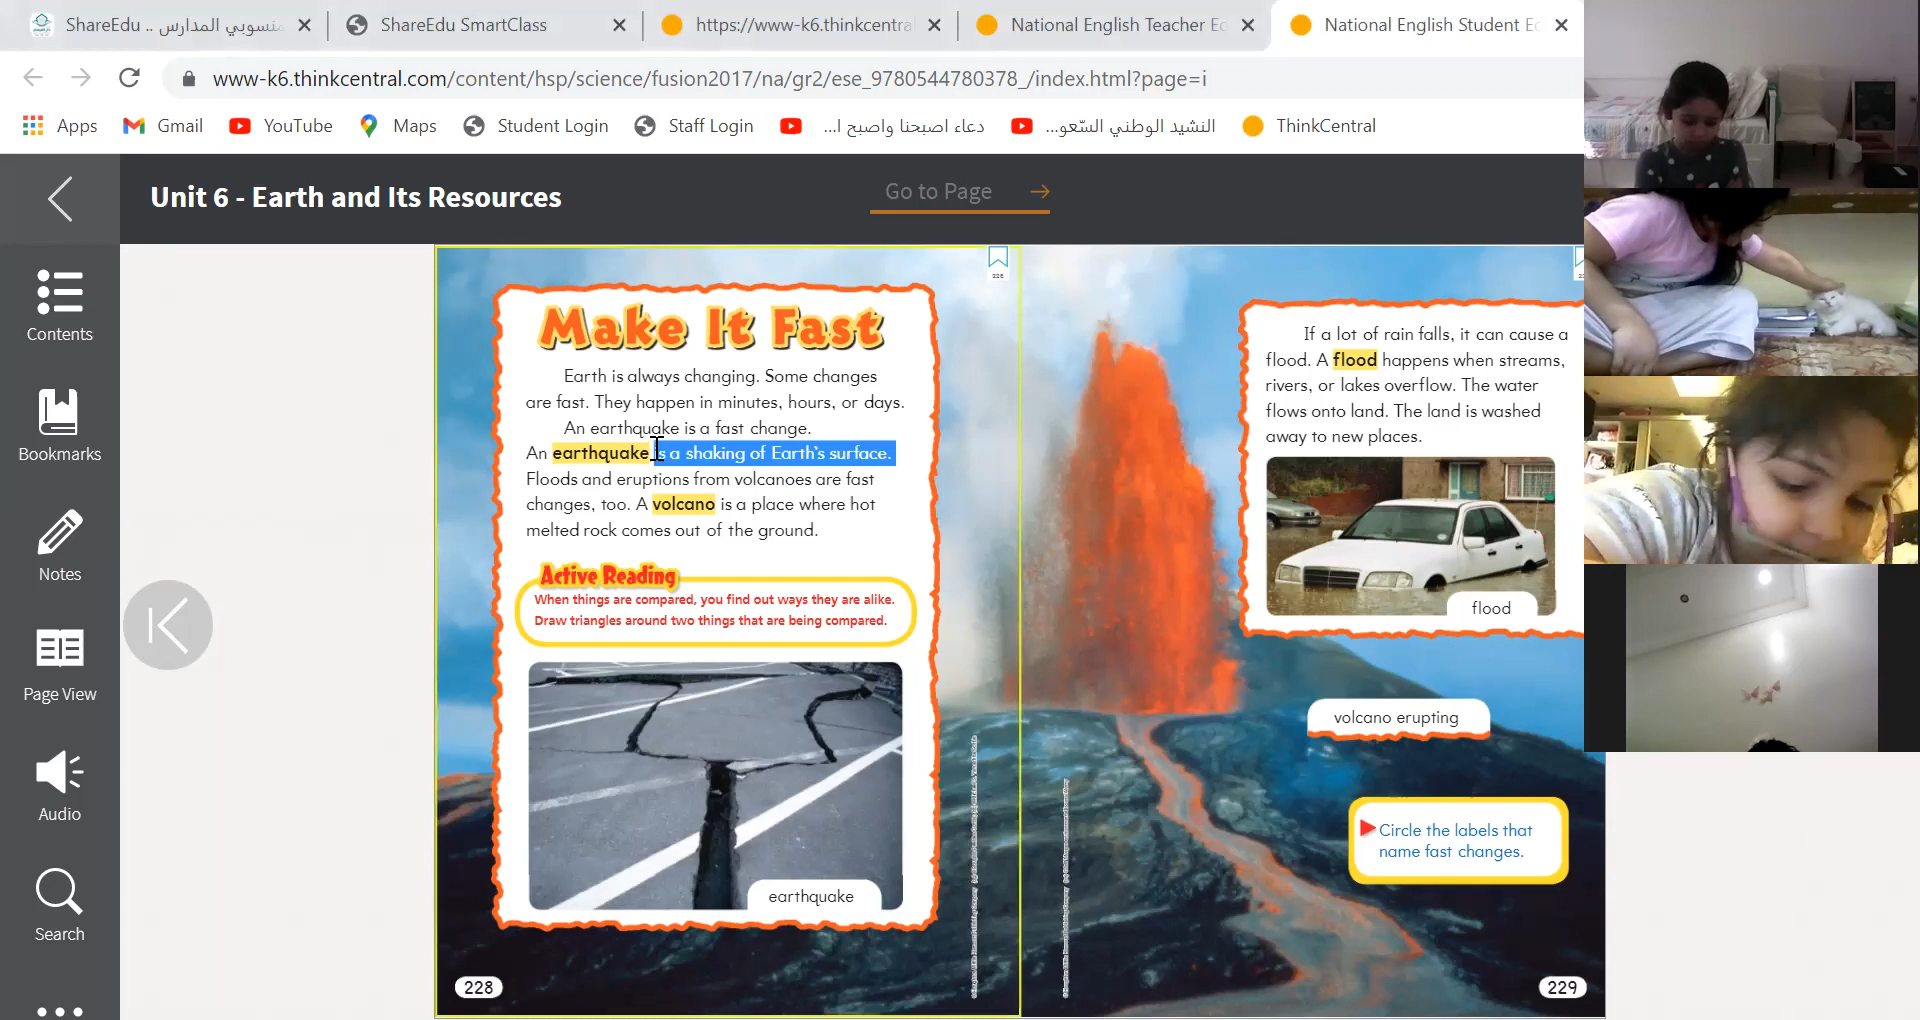 ShareEdu .. منسوبي المدارس
ShareEdu SmartClass
https://www-k6.thinkcentra
National English Teacher Ec
National English Student Ec
www-k6.thinkcentral.com/content/hsp/science/fusion2017/na/gr2/ese_9780544780378_/index.html?page=i
Apps
Gmail
YouTube
Maps
Student Login
Staff Login
دعاء اصبحنا واصبح ا...
النشيد الوطني السّعو...
ThinkCentral
Unit 6 - Earth and Its Resources
Go to Page
Contents
Bookmarks
Notes
Page View
Audio
Search
228
Make It Fast
Earth is always changing. Some changes
are fast. They happen in minutes, hours, or days.
An earthquake is a fast change.
An earthquake is a shaking of Earth's surface.
Floods and eruptions from volcanoes are fast
changes, too. A volcano is a place where hot
melted rock comes out of the ground.
Active Reading
When things are compared, you find out ways they are alike.
Draw triangles around two things that are being compared.
earthquake
228
If a lot of rain falls, it can cause a
flood. A flood happens when streams,
rivers, or lakes overflow. The water
flows onto land. The land is washed
away to new places.
flood
volcano erupting
Circle the labels that
name fast changes.
229